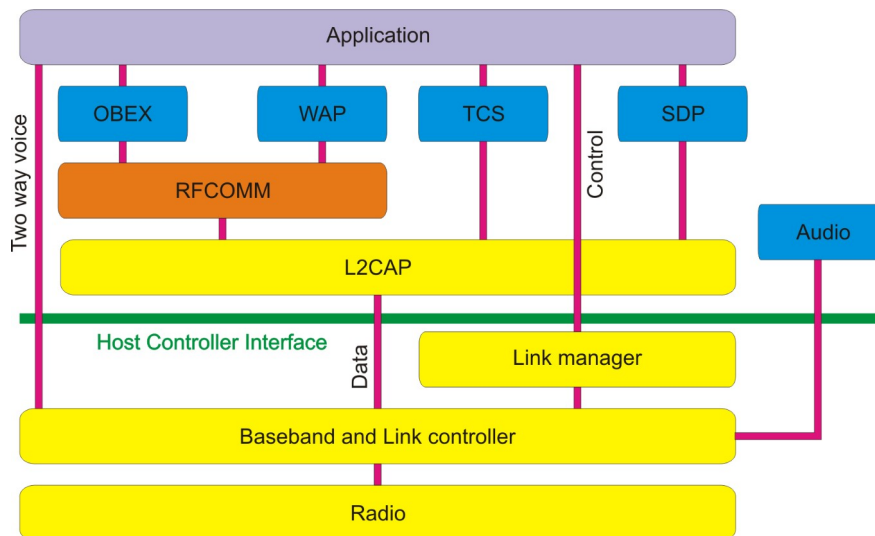 Application
OBEX
WAP
TCS
SDP
Two way voice
Control
RFCOMM
Audio
L2CAP
Host Controller Interface
Data
Link manager
Baseband and Link controller
Radio